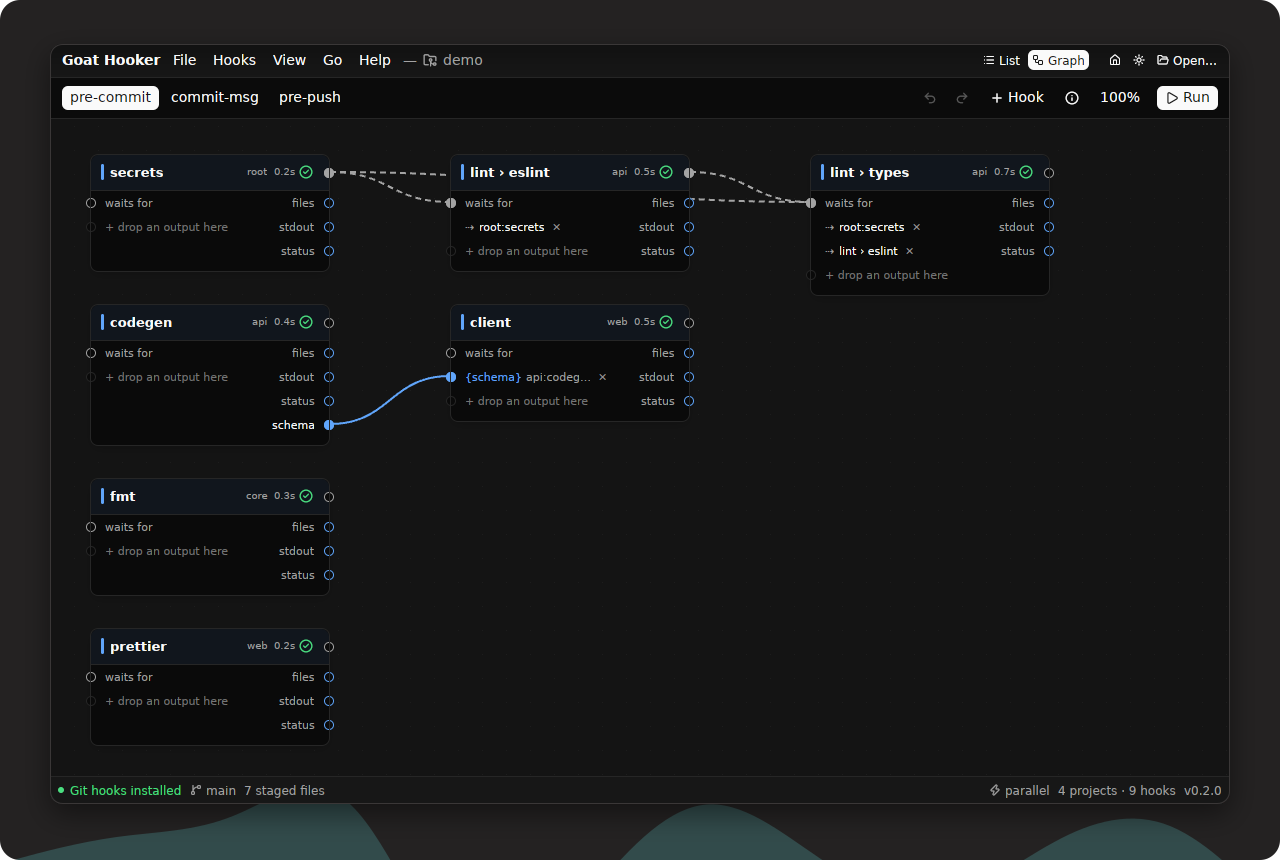 Goat Hooker File Hooks View Go Help — demo List Graph Open...
pre-commit commit-msg pre-push + Hook 100% Run
secrets root 0.2s
waits for files
+ drop an output here stdout
status
lint › eslint api 0.5s
waits for files
⇢ root:secrets × stdout
+ drop an output here status
lint › types api 0.7s
waits for files
⇢ root:secrets × stdout
⇢ lint › eslint × status
+ drop an output here
codegen api 0.4s
waits for files
+ drop an output here stdout
status
schema
client web 0.5s
waits for files
{schema} api:codeg... × stdout
+ drop an output here status
fmt core 0.3s
waits for files
+ drop an output here stdout
status
prettier web 0.2s
waits for files
+ drop an output here stdout
status
Git hooks installed main 7 staged files parallel 4 projects · 9 hooks v0.2.0